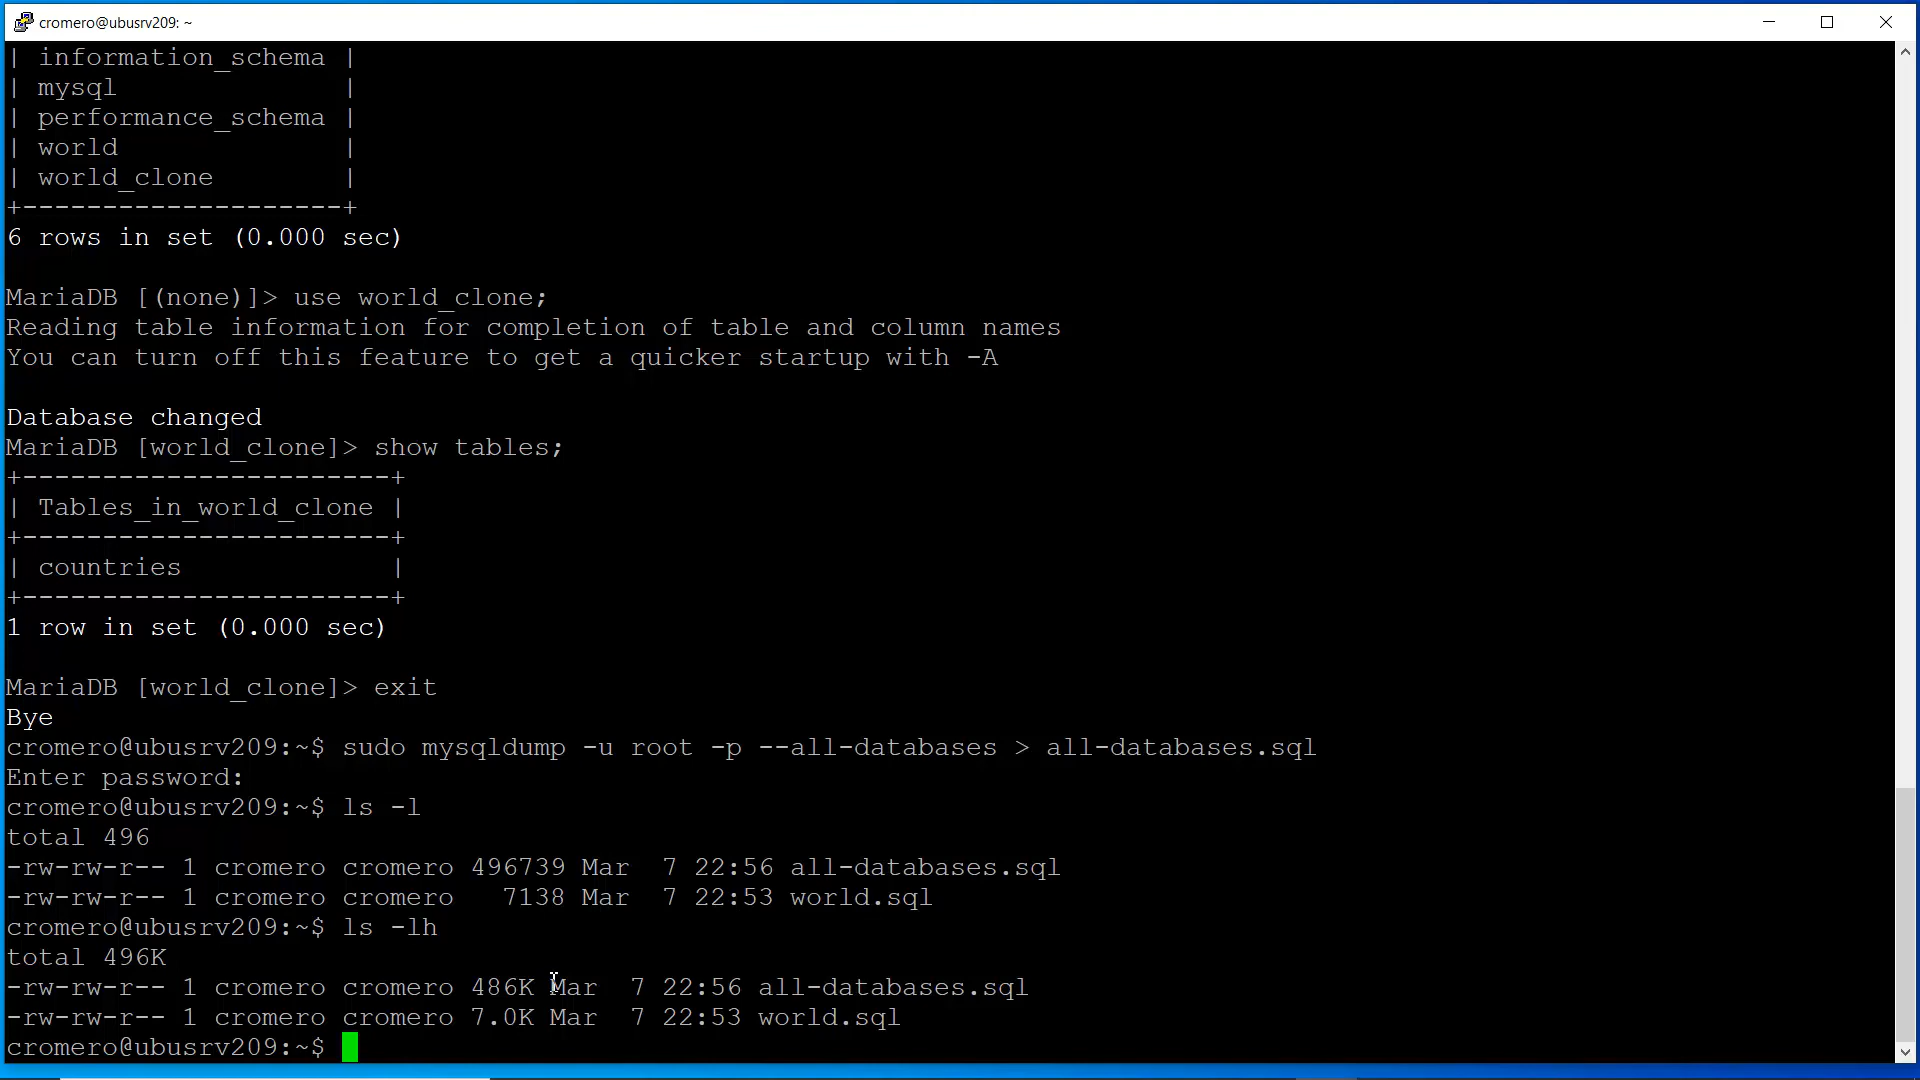 cromero@ubusrv209: ~
| information_schema |
| mysql              |
| performance_schema |
| world              |
| world_clone        |
+--------------------+
6 rows in set (0.000 sec)
MariaDB [(none)]> use world_clone;
Reading table information for completion of table and column names
You can turn off this feature to get a quicker startup with -A
Database changed
MariaDB [world_clone]> show tables;
+-----------------------+
| Tables_in_world_clone |
+-----------------------+
| countries             |
+-----------------------+
1 row in set (0.000 sec)
MariaDB [world_clone]> exit
Bye
cromero@ubusrv209:~$ sudo mysqldump -u root -p --all-databases > all-databases.sql
Enter password:
cromero@ubusrv209:~$ ls -l
total 496
-rw-rw-r-- 1 cromero cromero 496739 Mar  7 22:56 all-databases.sql
-rw-rw-r-- 1 cromero cromero   7138 Mar  7 22:53 world.sql
cromero@ubusrv209:~$ ls -lh
total 496K
-rw-rw-r-- 1 cromero cromero 486K Mar  7 22:56 all-databases.sql
-rw-rw-r-- 1 cromero cromero 7.0K Mar  7 22:53 world.sql
cromero@ubusrv209:~$